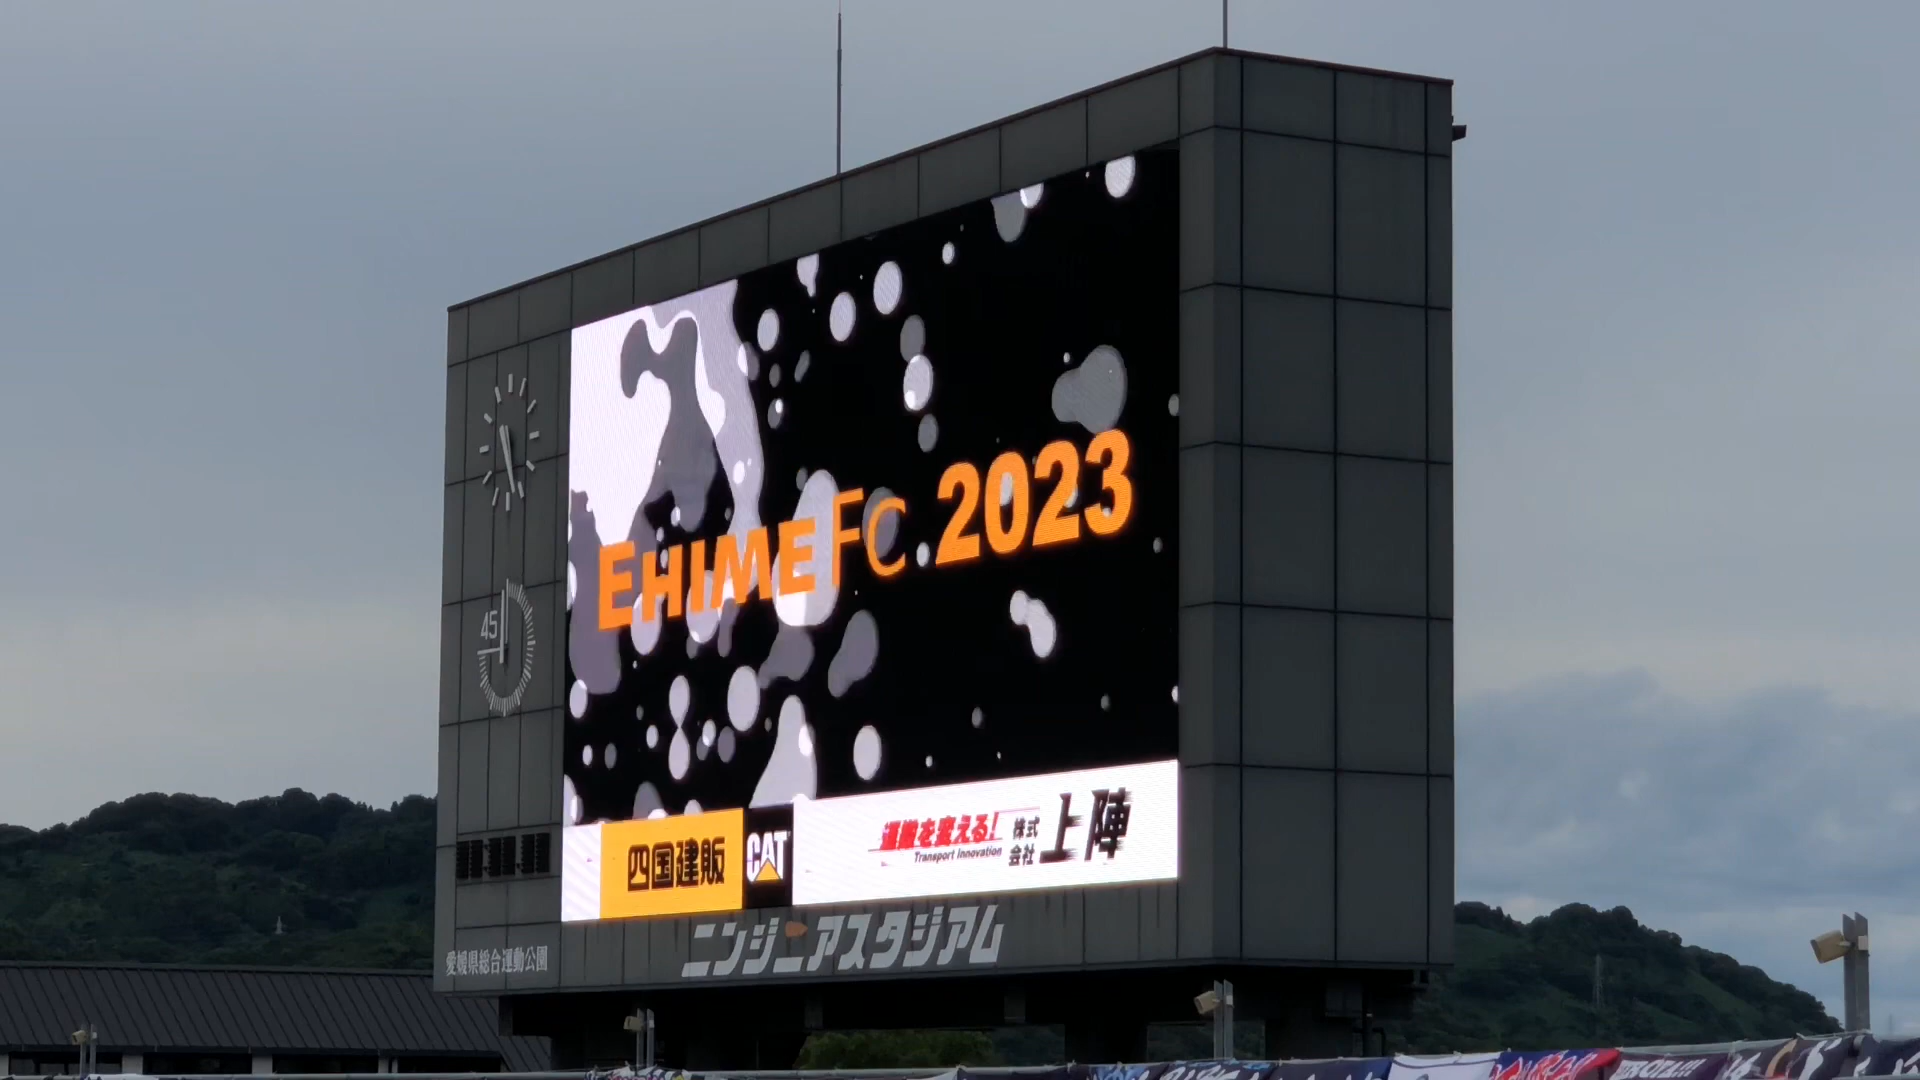 EHIME FC 2023
45
四国建販
CAT
運搬を変える!
Transport Innovation
株式
会社
上陣
ニンジニアスタジアム
愛媛県総合運動公園